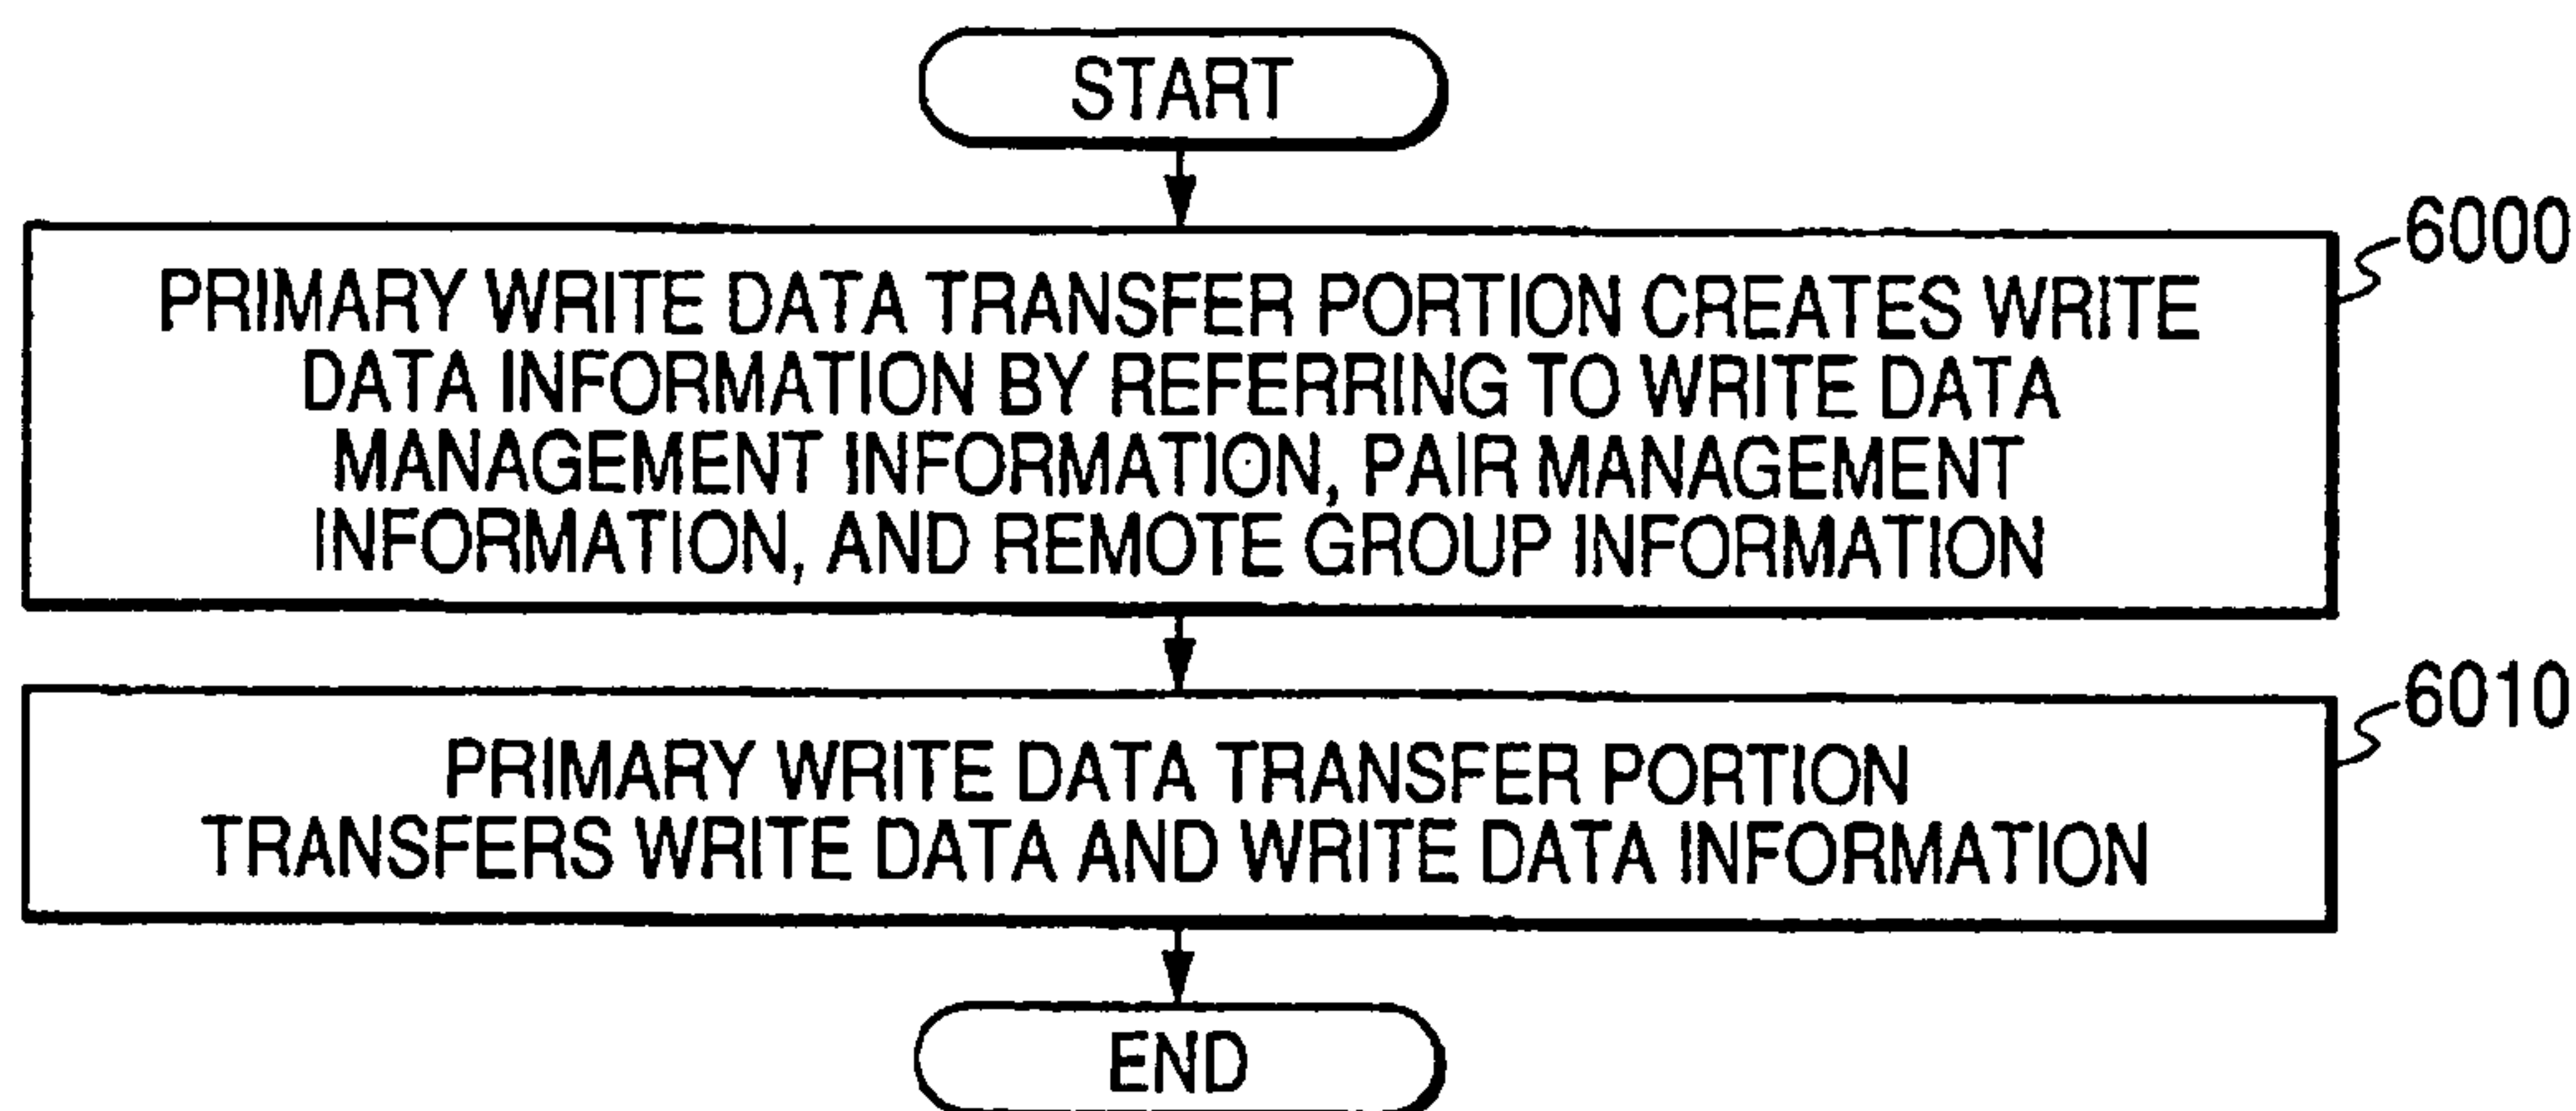 START
6000
PRIMARY WRITE DATA TRANSFER PORTION CREATES WRITE
DATA INFORMATION BY REFERRING TO WRITE DATA
MANAGEMENT INFORMATION, PAIR MANAGEMENT
INFORMATION, AND REMOTE GROUP INFORMATION
6010
PRIMARY WRITE DATA TRANSFER PORTION
TRANSFERS WRITE DATA AND WRITE DATA INFORMATION
END